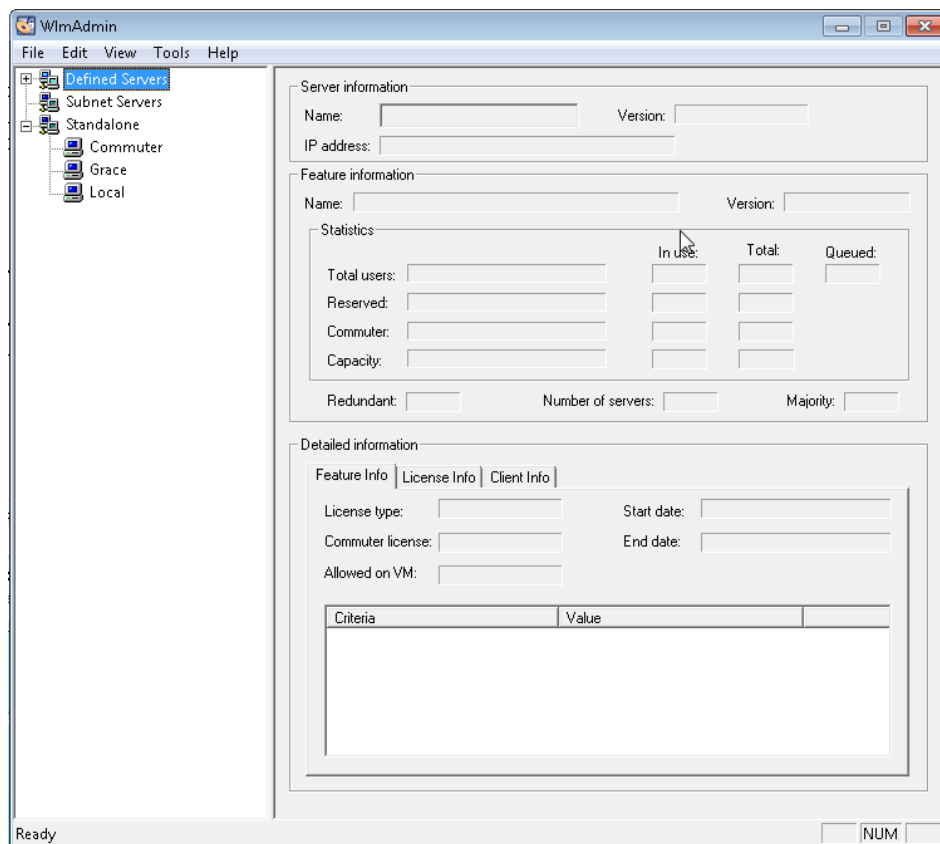 WlmAdmin
File Edit View Tools Help
Defined Servers
Subnet Servers
Standalone
Commuter
Grace
Local
Server information
Name: Version:
IP address:
Feature information
Name: Version:
Statistics
In use: Total: Queued:
Total users:
Reserved:
Commuter:
Capacity:
Redundant: Number of servers: Majority:
Detailed information
Feature Info License Info Client Info
License type: Start date:
Commuter license: End date:
Allowed on VM:
Criteria Value
Ready NUM